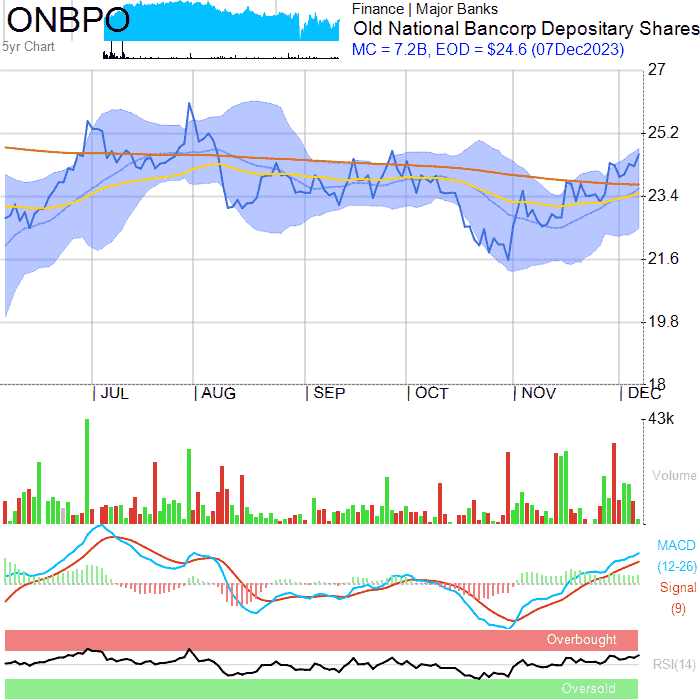 ONBPO
5yr Chart
Finance | Major Banks
Old National Bancorp Depositary Shares
MC = 7.2B, EOD = $24.6 (07Dec2023)
27
25.2
23.4
21.6
19.8
18
JUL AUG SEP OCT NOV DEC
43k
Volume
MACD
(12-26)
Signal
(9)
Overbought
RSI(14)
Oversold